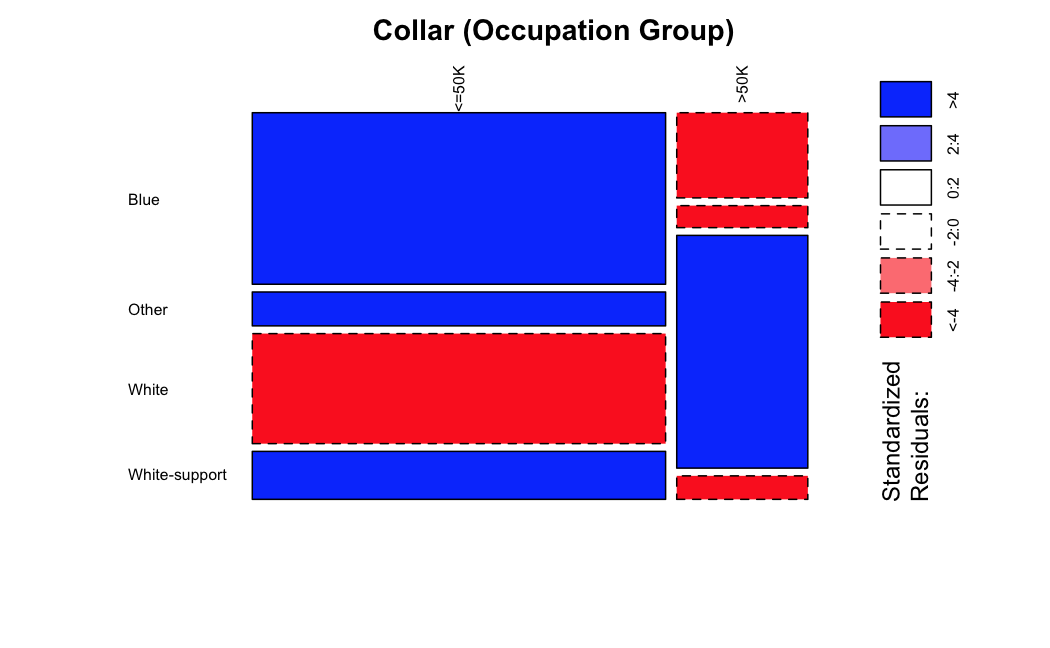 Collar (Occupation Group)
<=50K
>50K
Blue
Other
White
White-support
>4
2:4
0:2
-2:0
-4:-2
<-4
Standardized
Residuals: